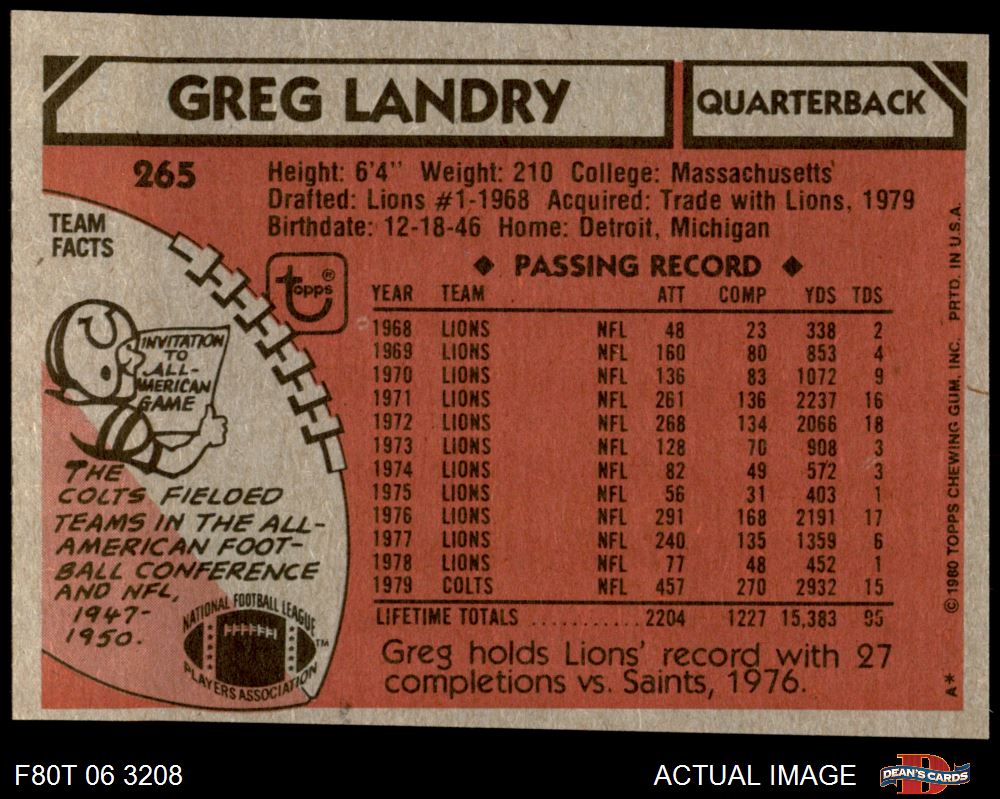 GREG LANDRY
QUARTERBACK
265
Height: 6'4" Weight: 210 College: Massachusetts
Drafted: Lions #1-1968 Acquired: Trade with Lions, 1979
Birthdate: 12-18-46 Home: Detroit, Michigan
TEAM
FACTS
topps®
INVITATION
TO
ALL-
AMERICAN
GAME
THE
COLTS FIELDED
TEAMS IN THE ALL-
AMERICAN FOOT-
BALL CONFERENCE
AND NFL,
1947-
1950.
NATIONAL FOOTBALL LEAGUE
PLAYERS ASSOCIATION
TM
◆ PASSING RECORD ◆
YEAR TEAM ATT COMP YDS TDS
1968 LIONS NFL 48 23 338 2
1969 LIONS NFL 160 80 853 4
1970 LIONS NFL 136 83 1072 9
1971 LIONS NFL 261 136 2237 16
1972 LIONS NFL 268 134 2066 18
1973 LIONS NFL 128 70 908 3
1974 LIONS NFL 82 49 572 3
1975 LIONS NFL 56 31 403 1
1976 LIONS NFL 291 168 2191 17
1977 LIONS NFL 240 135 1359 6
1978 LIONS NFL 77 48 452 1
1979 COLTS NFL 457 270 2932 15
LIFETIME TOTALS ........... 2204 1227 15,383 95
Greg holds Lions' record with 27
completions vs. Saints, 1976.
© 1980 TOPPS CHEWING GUM, INC. PRTD. IN U.S.A.
A*
F80T 06 3208
ACTUAL IMAGE
DEAN'S CARDS